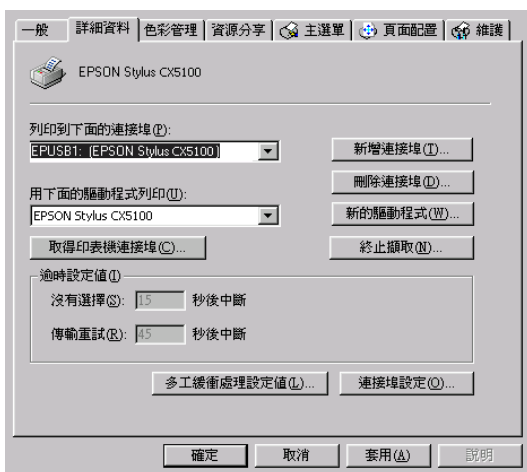 一般 詳細資料 色彩管理 資源分享 主選單 頁面配置 維護
EPSON Stylus CX5100
列印到下面的連接埠(P):
EPUSB1: (EPSON Stylus CX5100)
新增連接埠(T)...
刪除連接埠(D)...
用下面的驅動程式列印(U):
EPSON Stylus CX5100
新的驅動程式(W)...
取得印表機連接埠(C)...
終止擷取(N)...
逾時設定值(I)
沒有選擇(S): 15 秒後中斷
傳輸重試(R): 45 秒後中斷
多工緩衝處理設定值(L)...
連接埠設定(O)...
確定 取消 套用(A) 說明